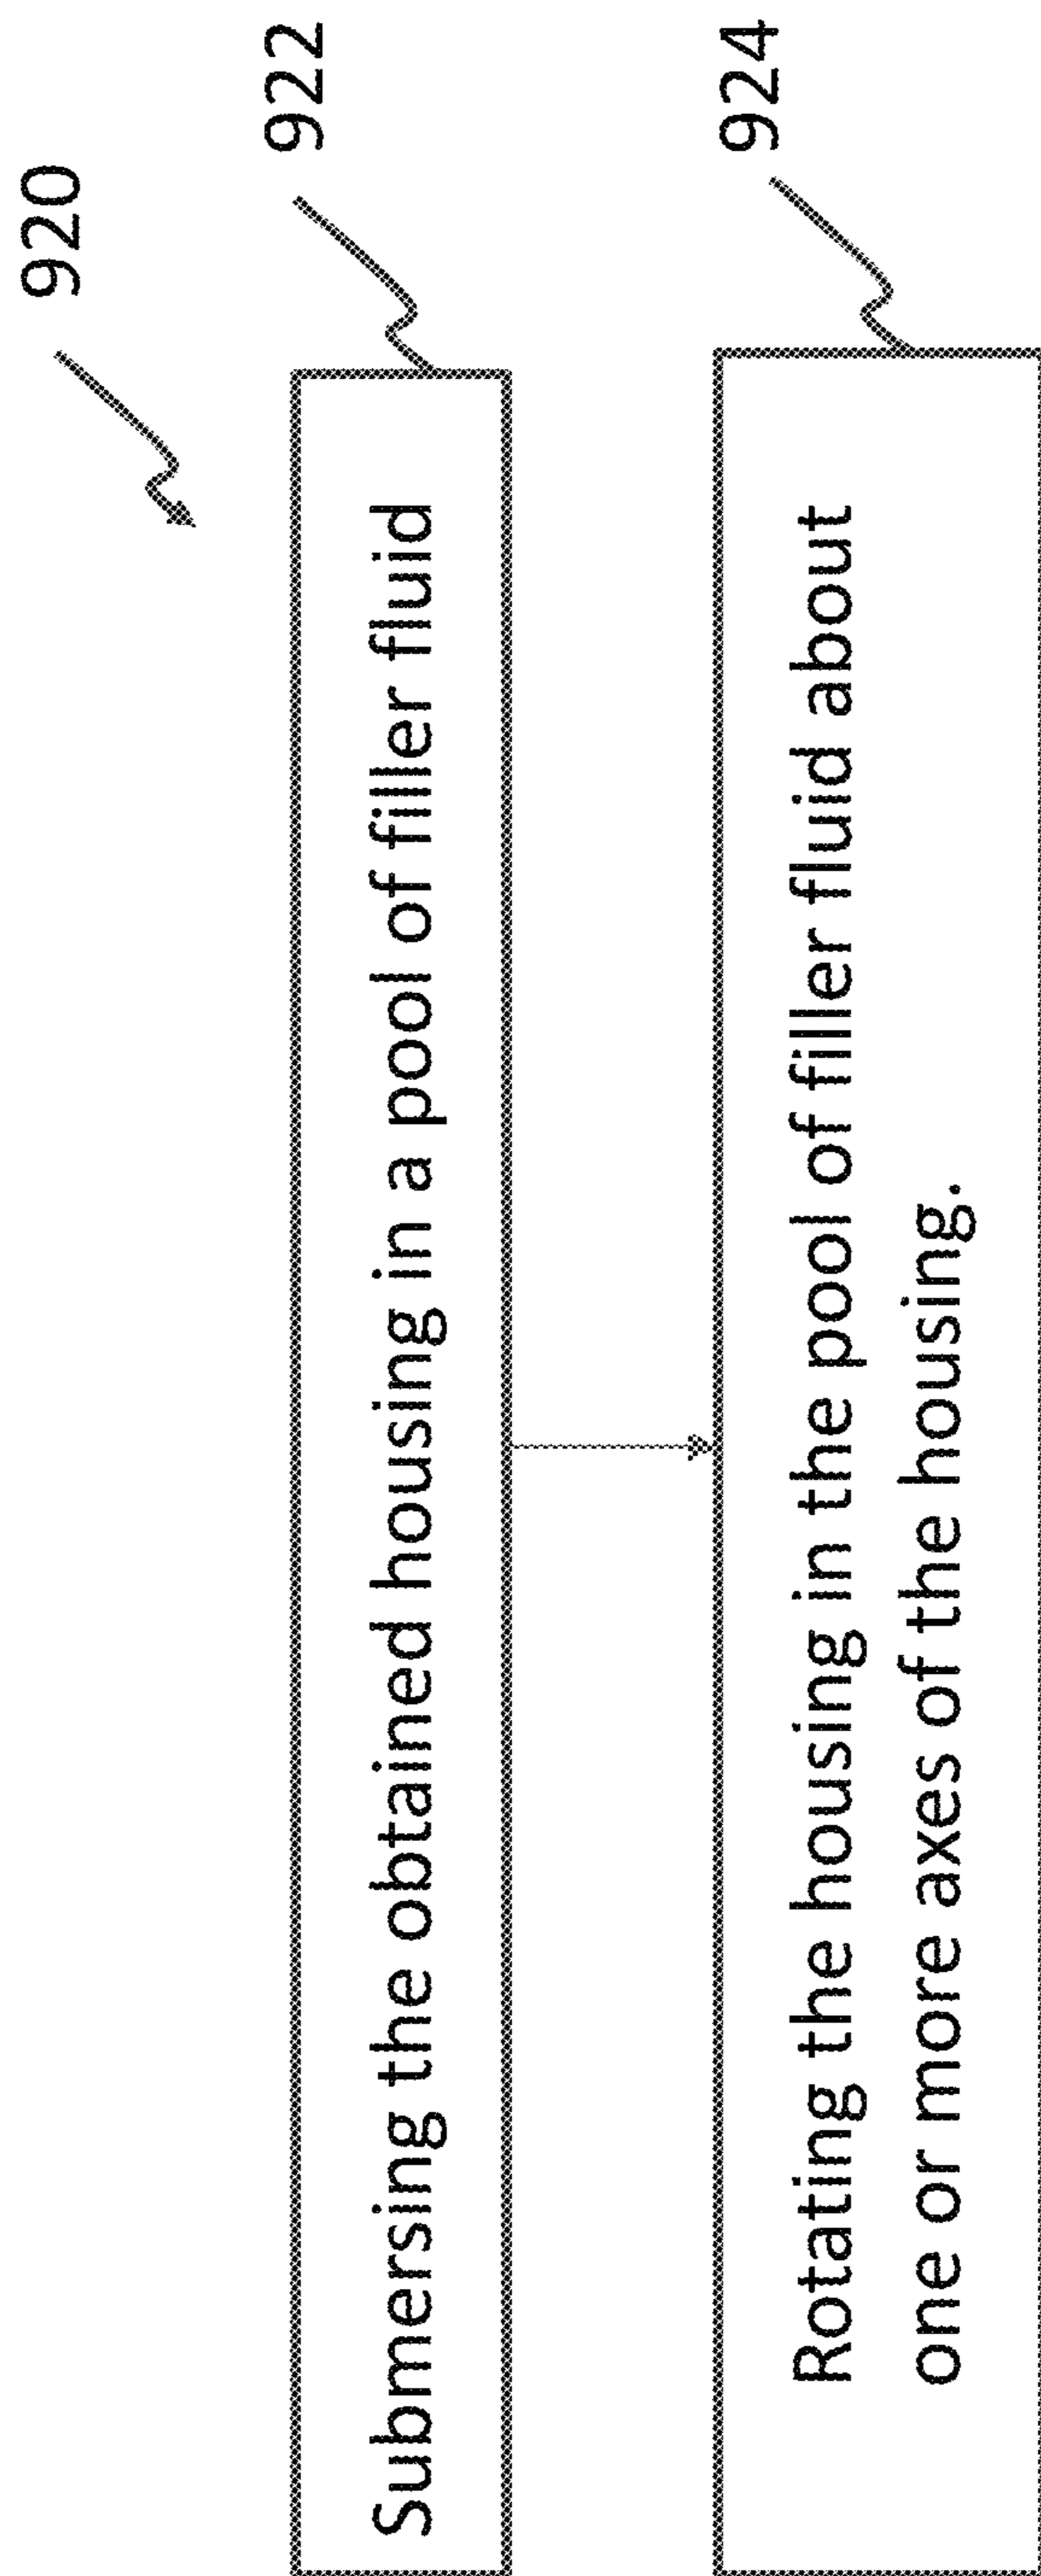 920
922
Submersing the obtained housing in a pool of filler fluid
924
Rotating the housing in the pool of filler fluid about
one or more axes of the housing.